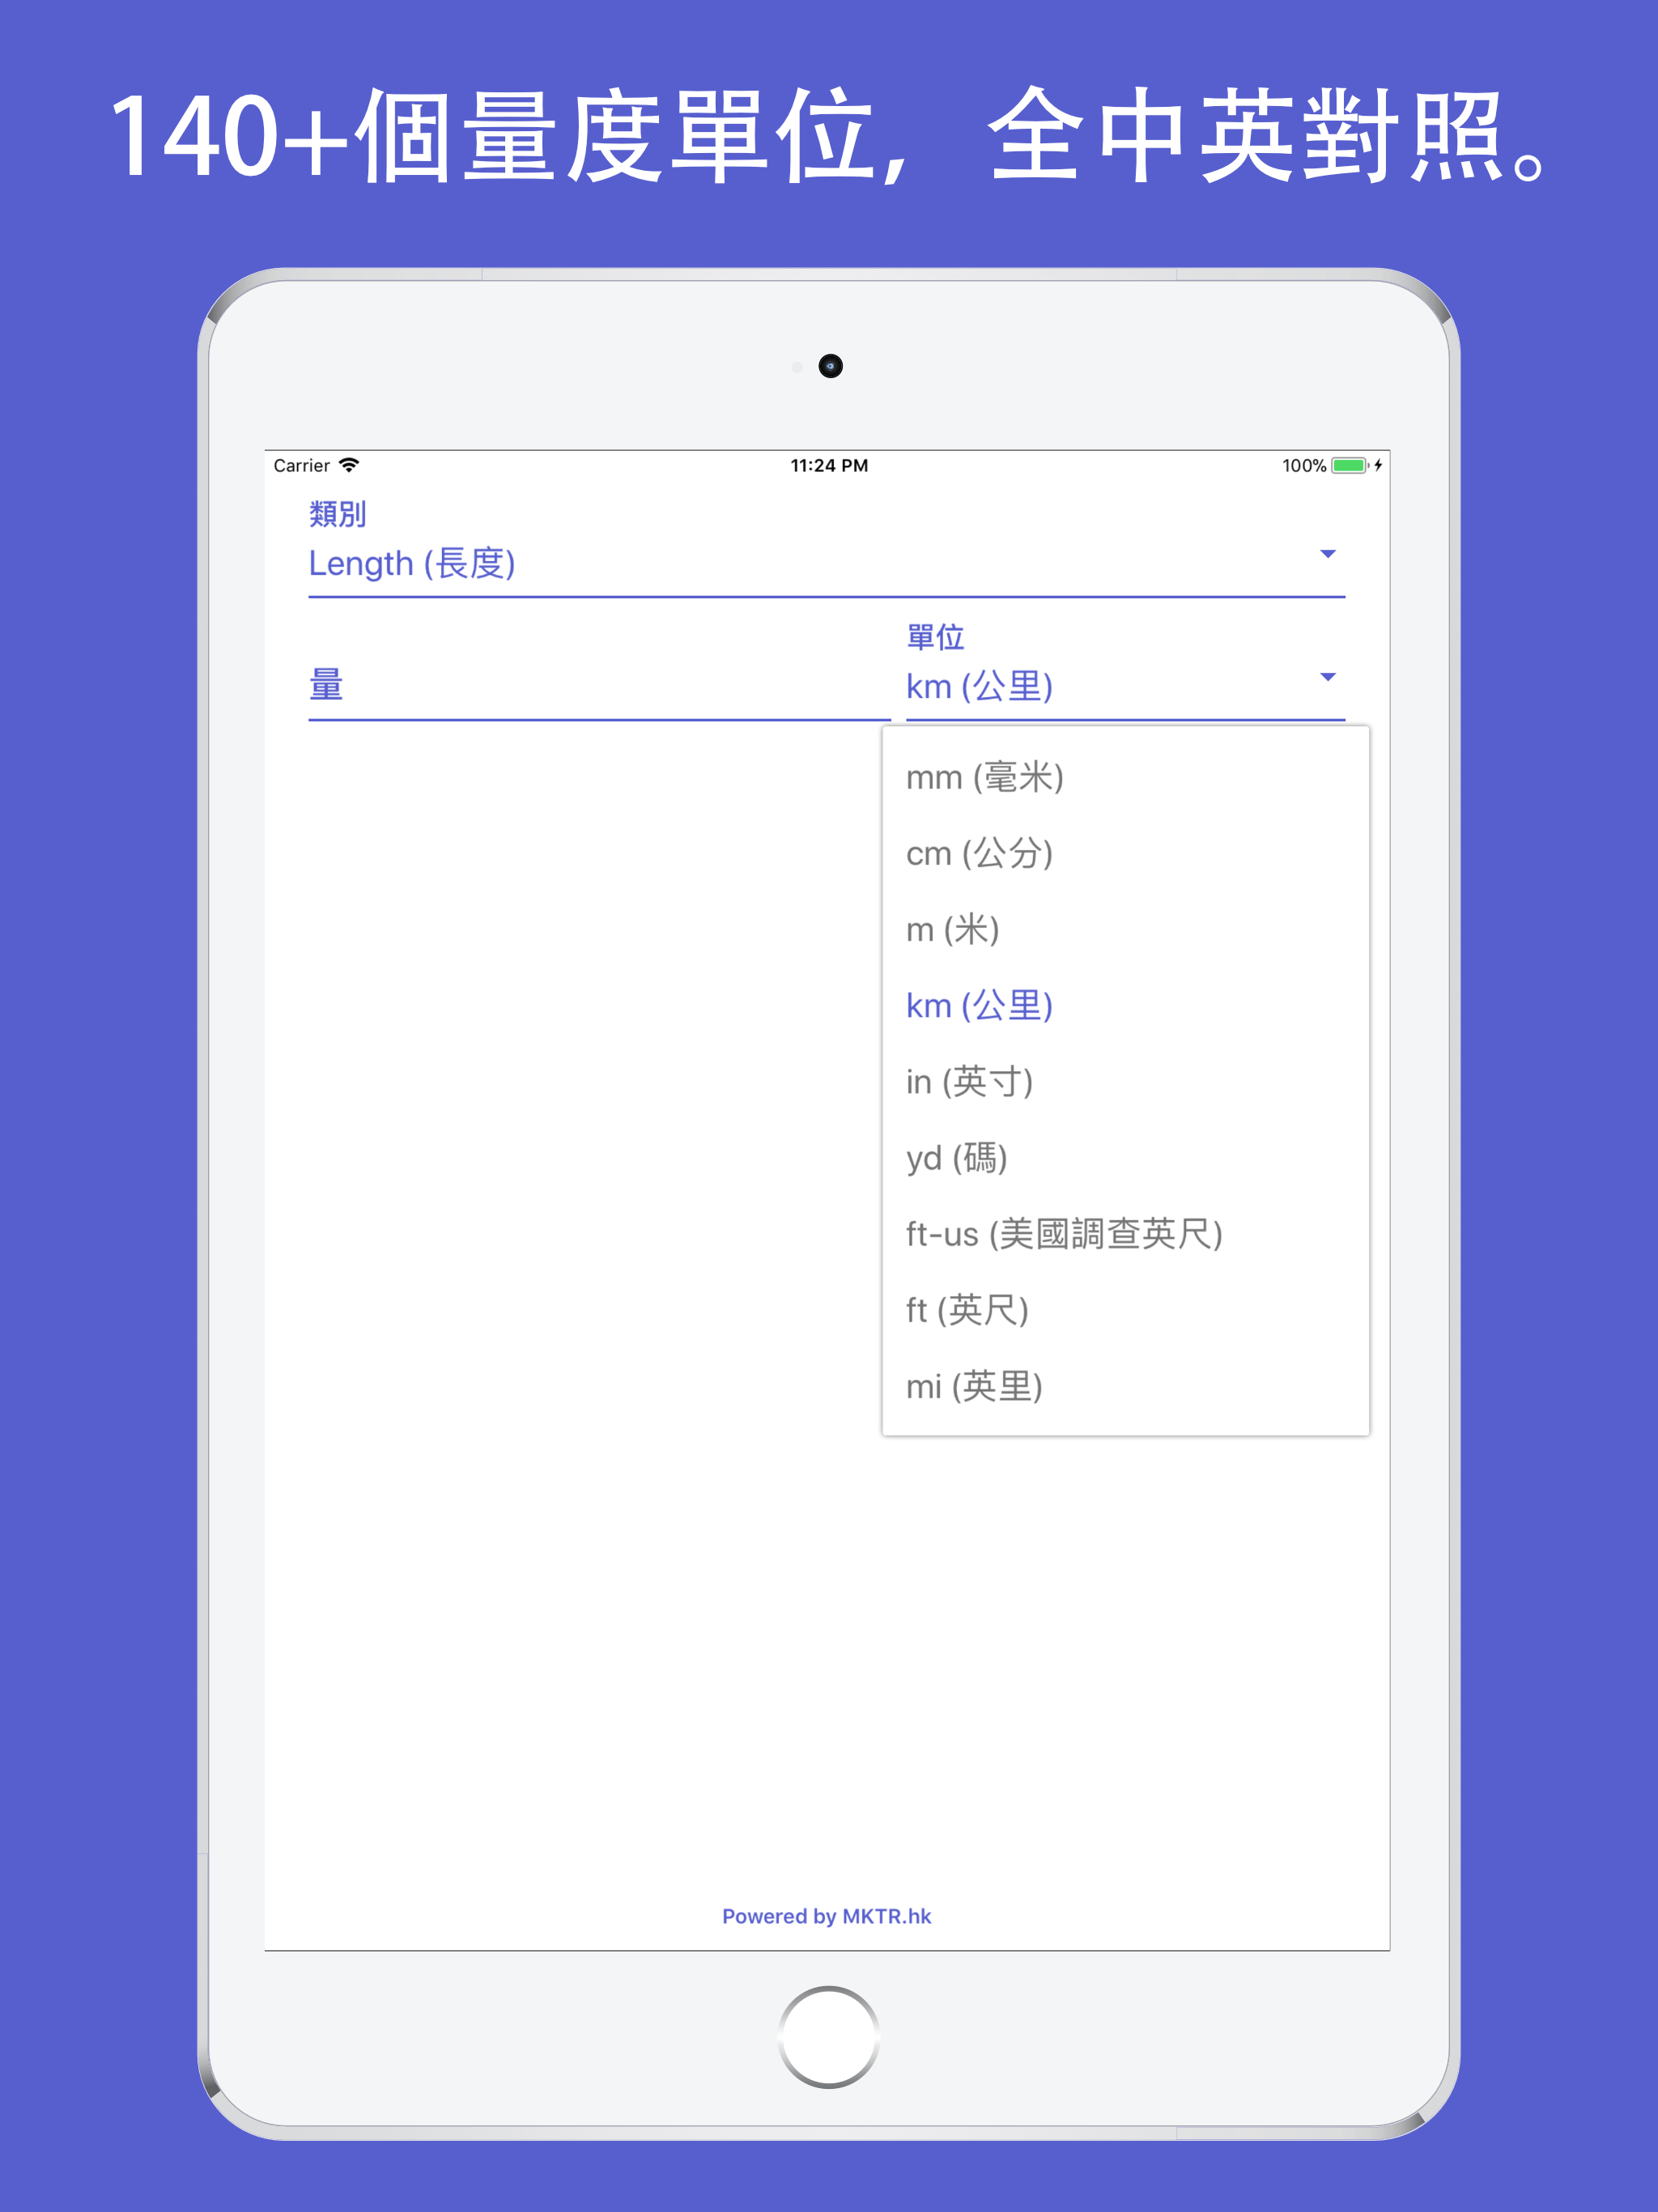 140+個量度單位，全中英對照。
Carrier 11:24 PM 100%
類別
Length (長度)
單位
量 km (公里)
mm (毫米)
cm (公分)
m (米)
km (公里)
in (英寸)
yd (碼)
ft-us (美國調查英尺)
ft (英尺)
mi (英里)
Powered by MKTR.hk